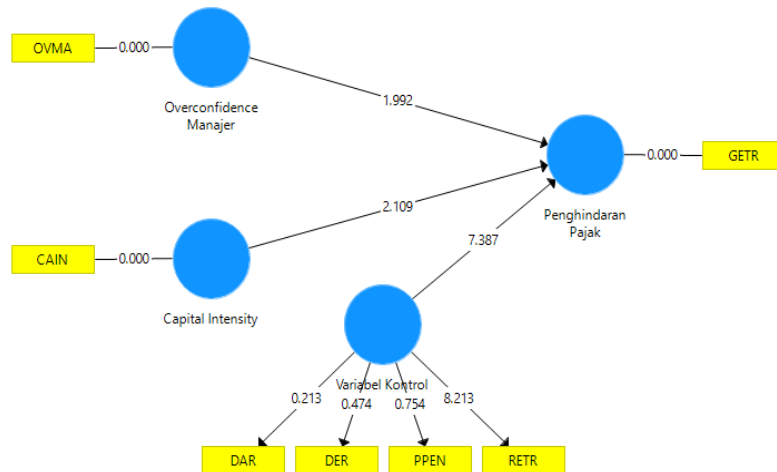 OVMA
0.000
Overconfidence
Manajer
1.992
0.000
GETR
Penghindaran
Pajak
2.109
7.387
CAIN
0.000
Capital Intensity
Variabel Kontrol
0.213
0.474
0.754
8.213
DAR
DER
PPEN
RETR